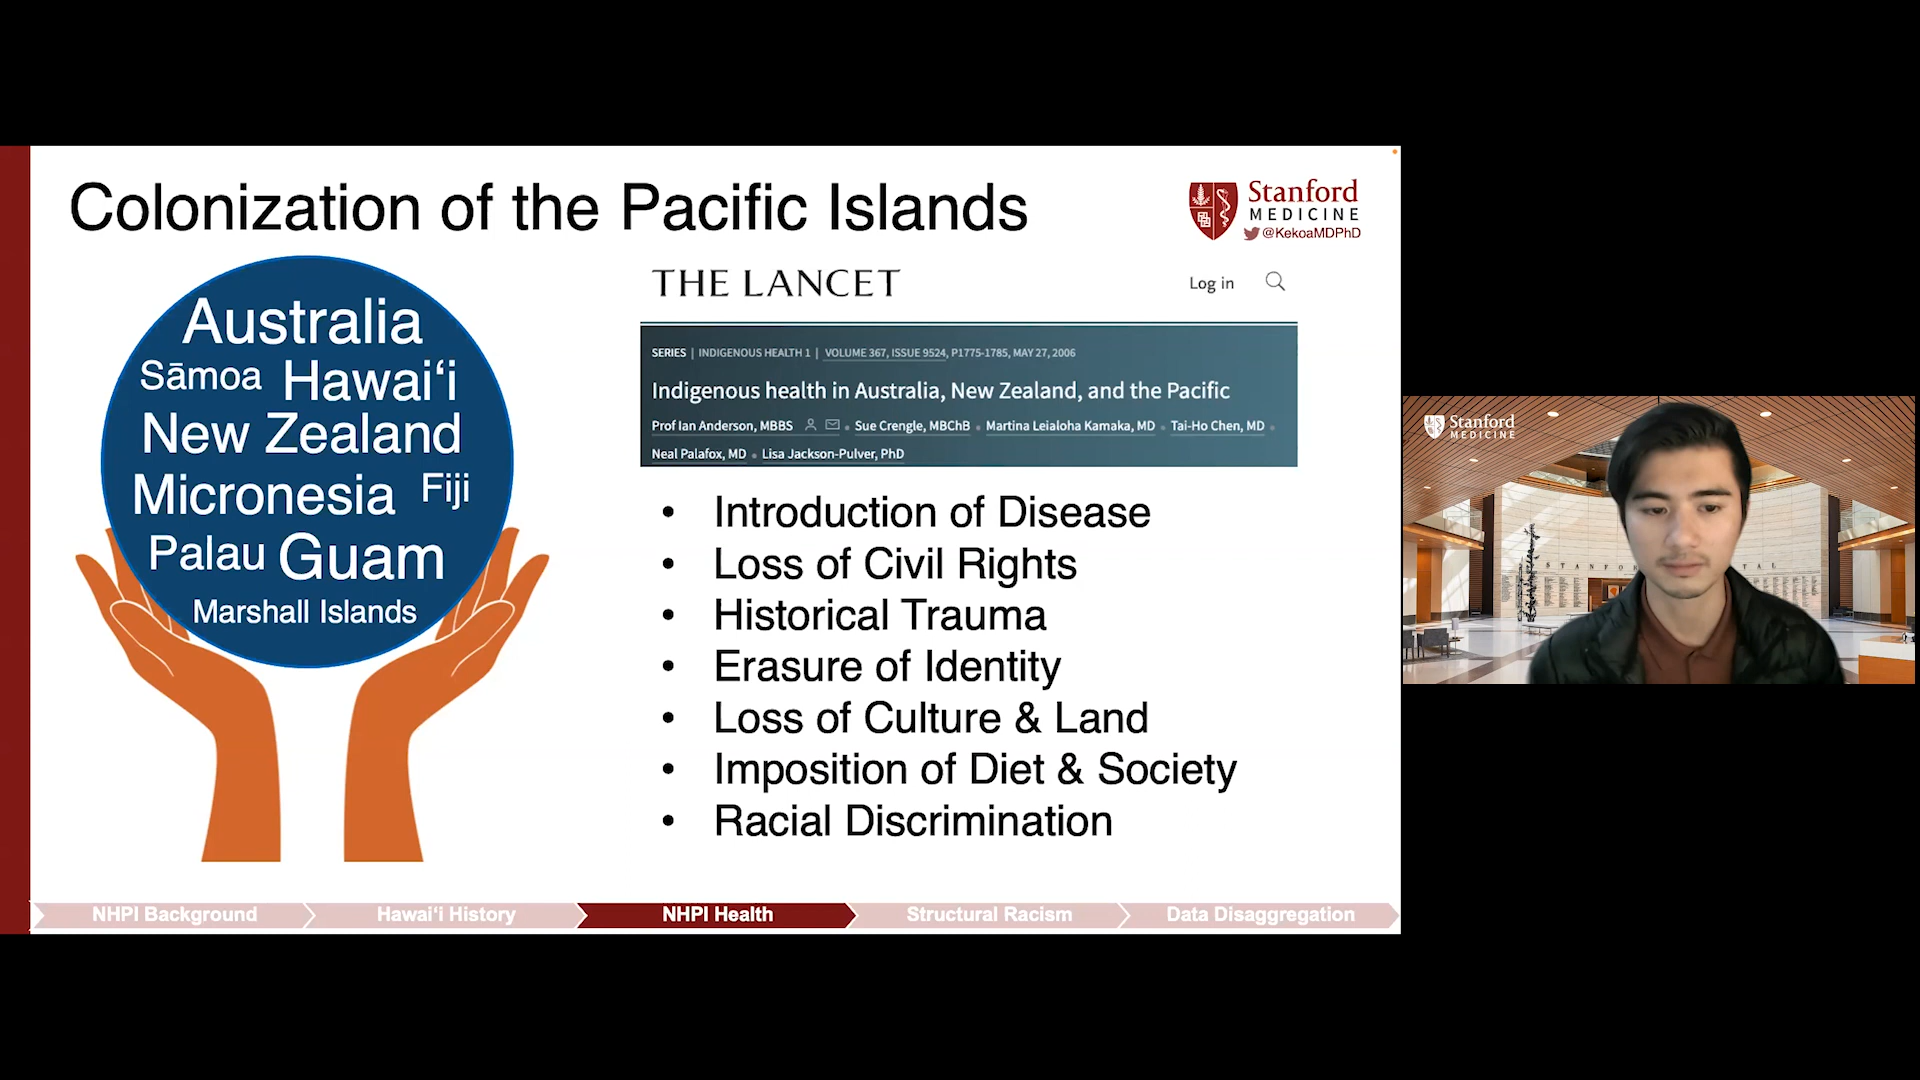 Colonization of the Pacific Islands
Stanford
MEDICINE
@KekoaMDPhD
Australia
Sāmoa Hawaiʻi
New Zealand
Micronesia Fiji
Palau Guam
Marshall Islands
THE LANCET
Log in
SERIES | INDIGENOUS HEALTH 1 | VOLUME 367, ISSUE 9524, P1775-1785, MAY 27, 2006
Indigenous health in Australia, New Zealand, and the Pacific
Prof Ian Anderson, MBBS • Sue Crengle, MBChB • Martina Leialoha Kamaka, MD • Tai-Ho Chen, MD •
Neal Palafox, MD • Lisa Jackson-Pulver, PhD
• Introduction of Disease
• Loss of Civil Rights
• Historical Trauma
• Erasure of Identity
• Loss of Culture & Land
• Imposition of Diet & Society
• Racial Discrimination
NHPI Background
Hawaiʻi History
NHPI Health
Structural Racism
Data Disaggregation
Stanford
MEDICINE